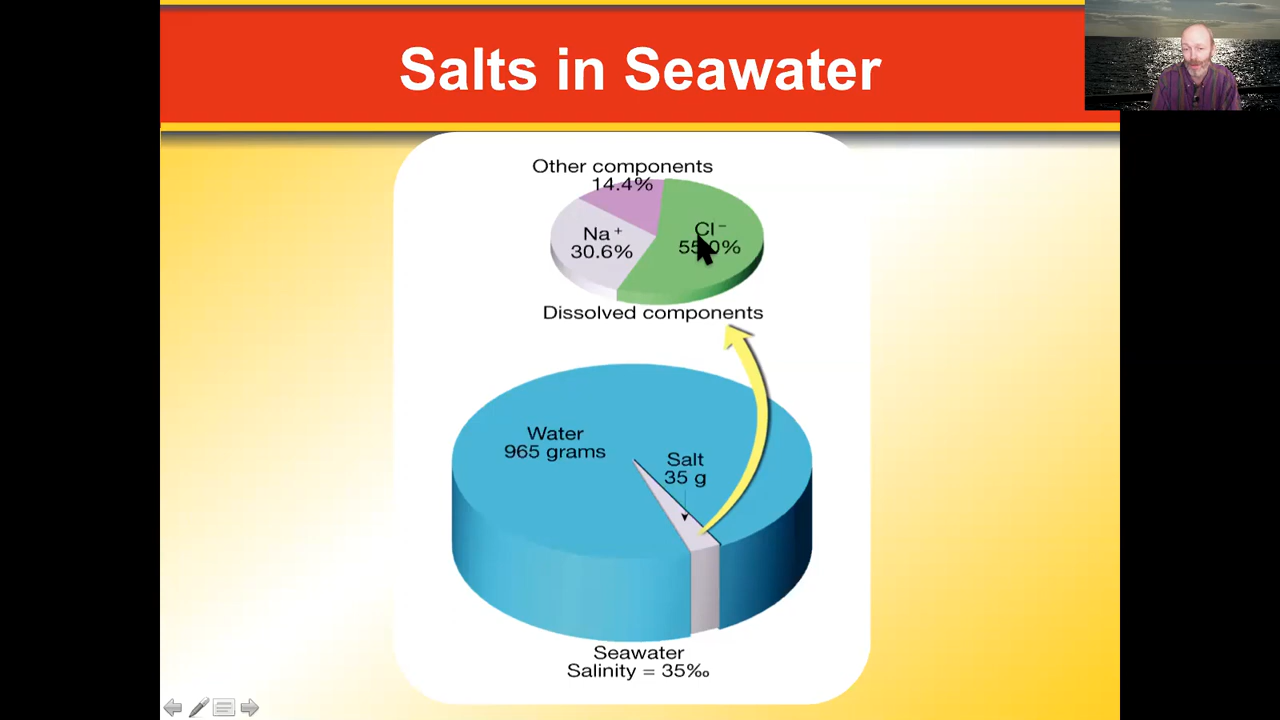 Salts in Seawater
Other components
14.4%
Na⁺
30.6%
Cl⁻
55.0%
Dissolved components
Water
965 grams
Salt
35 g
Seawater
Salinity = 35‰